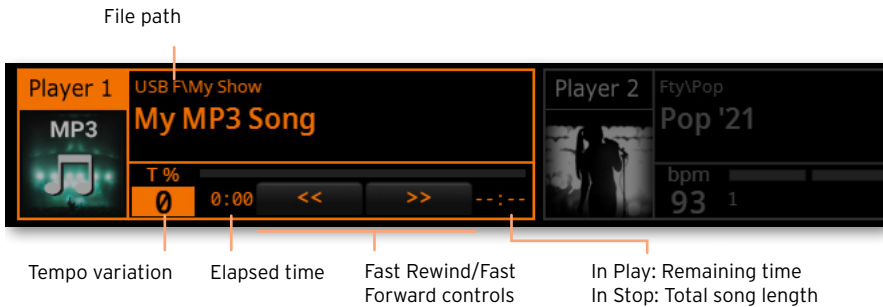 File path
Player 1
USB F\My Show
MP3
My MP3 Song
T %
0
0:00
<<
>>
--:--
Player 2
Fty\Pop
Pop '21
bpm
93
1
Tempo variation
Elapsed time
Fast Rewind/Fast
Forward controls
In Play: Remaining time
In Stop: Total song length